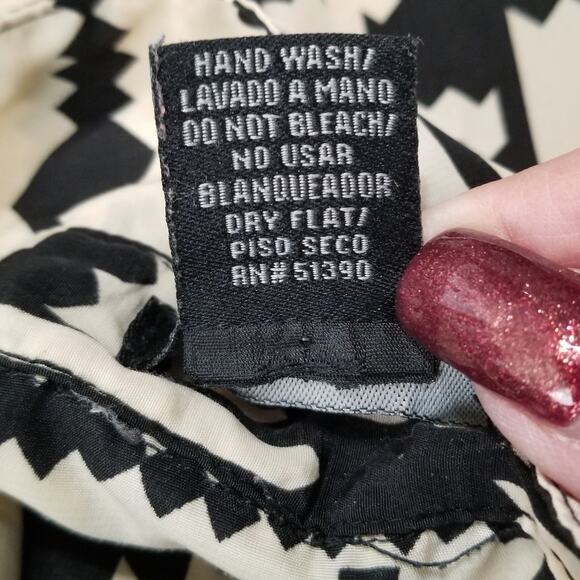 HAND WASH/
LAVADO A MANO
DO NOT BLEACH/
NO USAR
BLANQUEADOR
DRY FLAT/
PISO SECO
RN# 51390